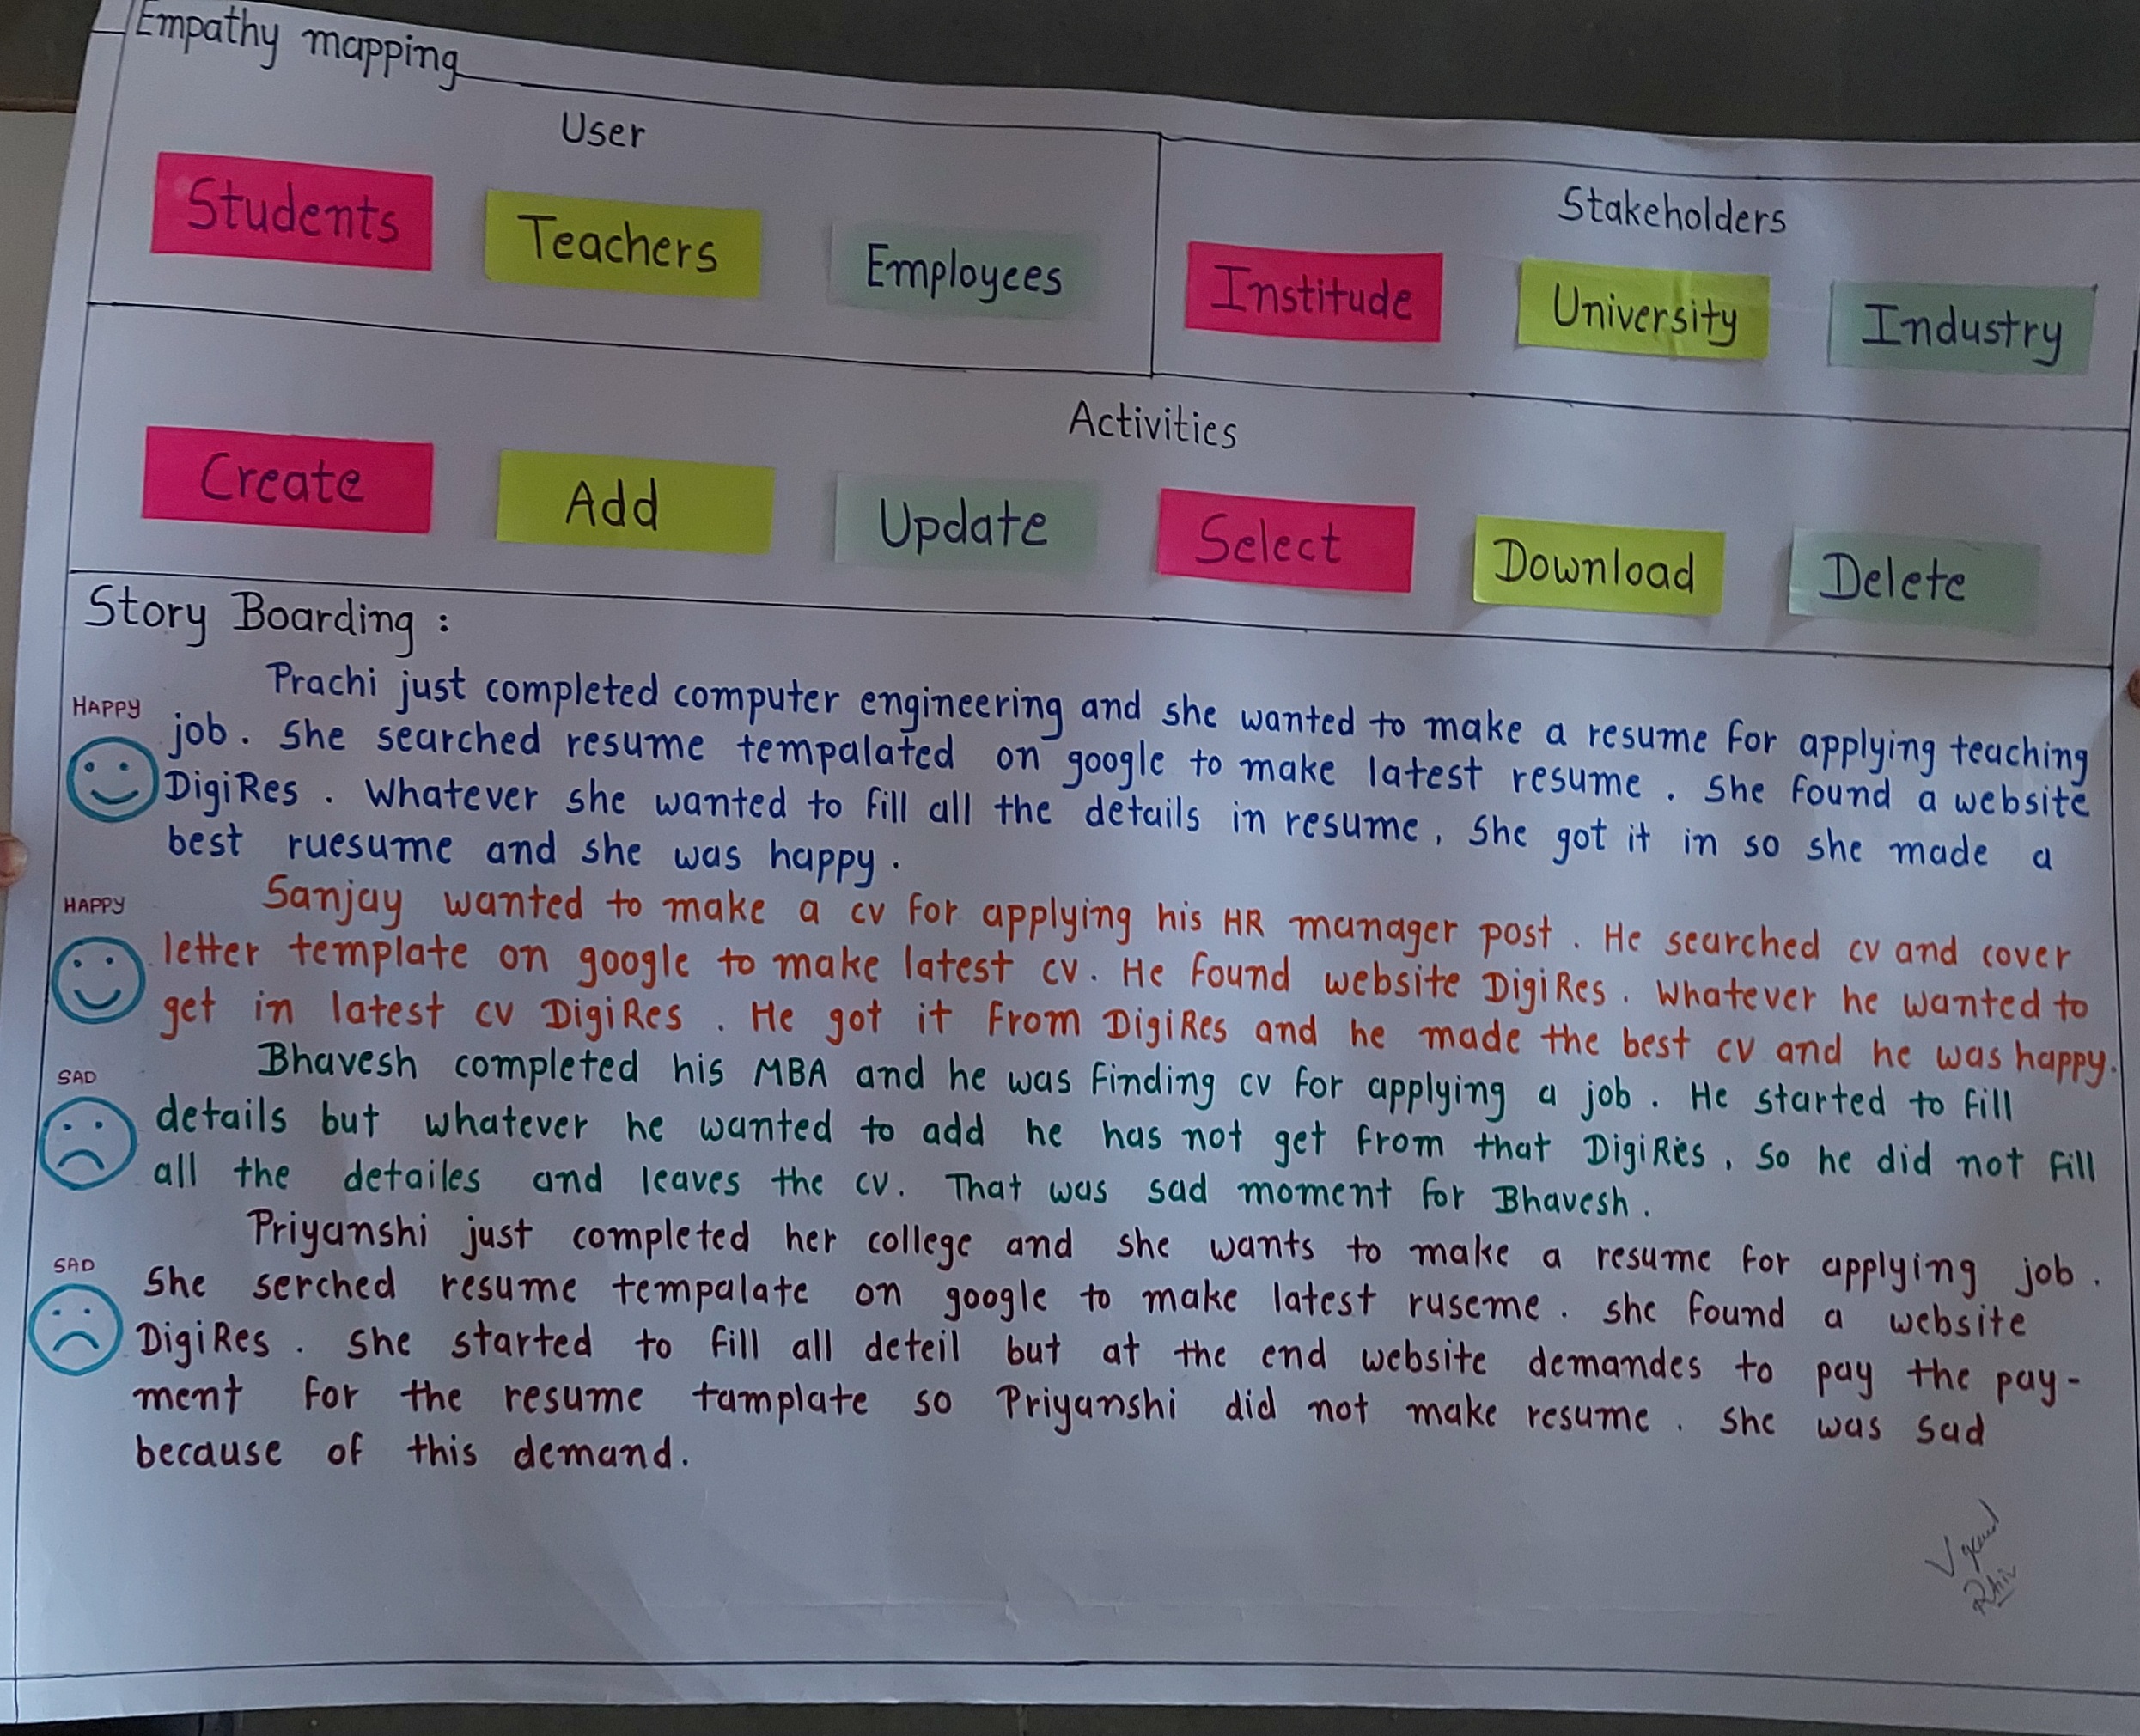 Empathy mapping
User
Students Teachers Employees
Stakeholders
Institude University Industry
Activities
Create Add Update Select Download Delete
Story Boarding :
Prachi just completed computer engineering and she wanted to make a resume for applying teaching
HAPPY
job. She searched resume tempalated on google to make latest resume. She found a website
DigiRes. Whatever she wanted to fill all the details in resume, She got it in so she made a
best ruesume and she was happy.
Sanjay wanted to make a cv for applying his HR manager post. He searched cv and cover
HAPPY
letter template on google to make latest cv. He found website DigiRes. Whatever he wanted to
get in latest cv DigiRes. He got it from DigiRes and he made the best cv and he was happy.
Bhavesh completed his MBA and he was finding cv for applying a job. He started to fill
SAD
details but whatever he wanted to add he has not get from that DigiRes, so he did not fill
all the detailes and leaves the cv. That was sad moment for Bhavesh.
Priyanshi just completed her college and she wants to make a resume for applying job.
SAD
She serched resume tempalate on google to make latest ruseme. she found a website
DigiRes. She started to fill all deteil but at the end website demandes to pay the pay-
ment for the resume tamplate so Priyanshi did not make resume. She was sad
because of this demand.